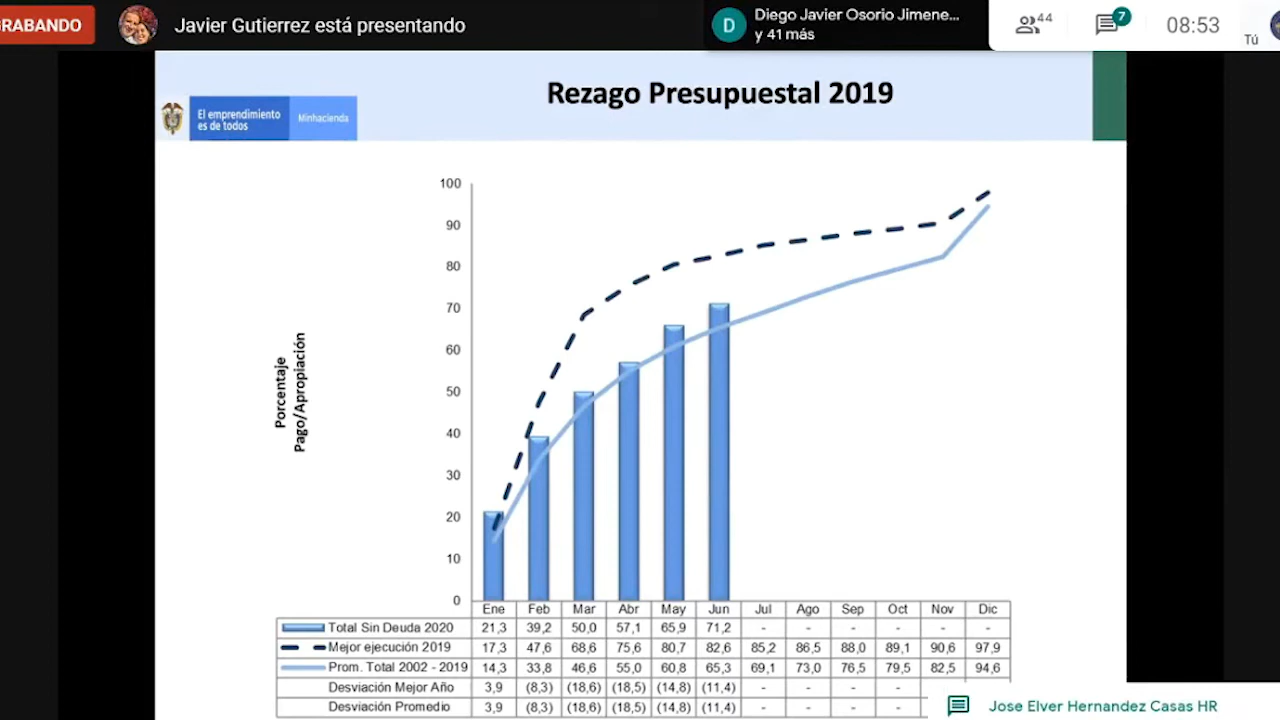 GRABANDO
Javier Gutierrez está presentando
D
Diego Javier Osorio Jimene...
y 41 más
44
7
08:53
Tú
El emprendimiento
es de todos
Minhacienda
Rezago Presupuestal 2019
Porcentaje
Pago/Apropiación
100
90
80
70
60
50
40
30
20
10
0
Ene Feb Mar Abr May Jun Jul Ago Sep Oct Nov Dic
Total Sin Deuda 2020 21,3 39,2 50,0 57,1 65,9 71,2 - - - - - -
Mejor ejecución 2019 17,3 47,6 68,6 75,6 80,7 82,6 85,2 86,5 88,0 89,1 90,6 97,9
Prom. Total 2002 - 2019 14,3 33,8 46,6 55,0 60,8 65,3 69,1 73,0 76,5 79,5 82,5 94,6
Desviación Mejor Año 3,9 (8,3) (18,6) (18,5) (14,8) (11,4) - - - -
Desviación Promedio 3,9 (8,3) (18,6) (18,5) (14,8) (11,4) - - -
Jose Elver Hernandez Casas HR